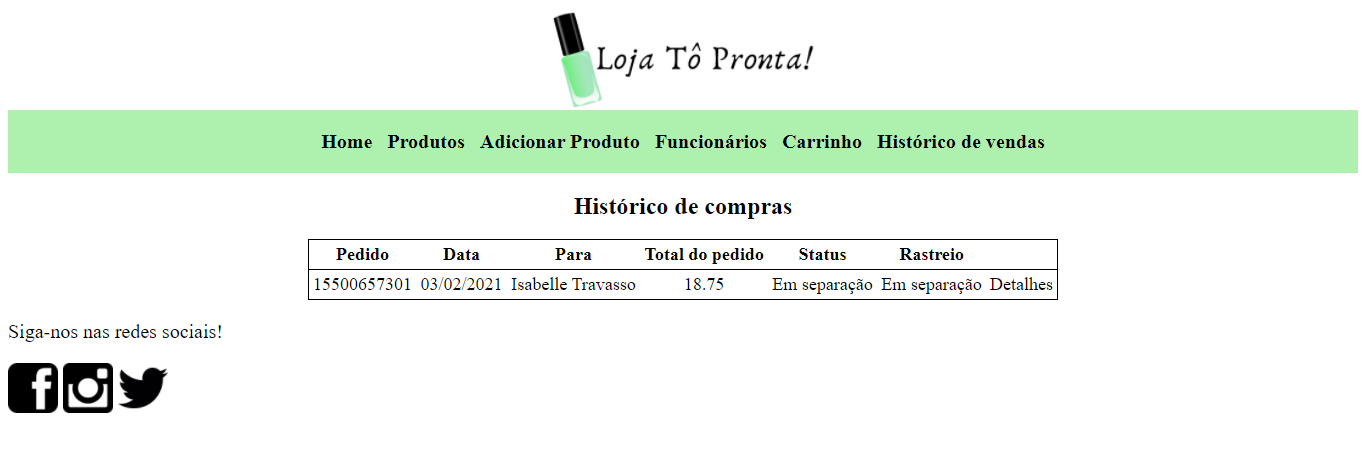 Loja Tô Pronta!
Home Produtos Adicionar Produto Funcionários Carrinho Histórico de vendas
Histórico de compras
Pedido Data Para Total do pedido Status Rastreio
15500657301 03/02/2021 Isabelle Travasso 18.75 Em separação Em separação Detalhes
Siga-nos nas redes sociais!